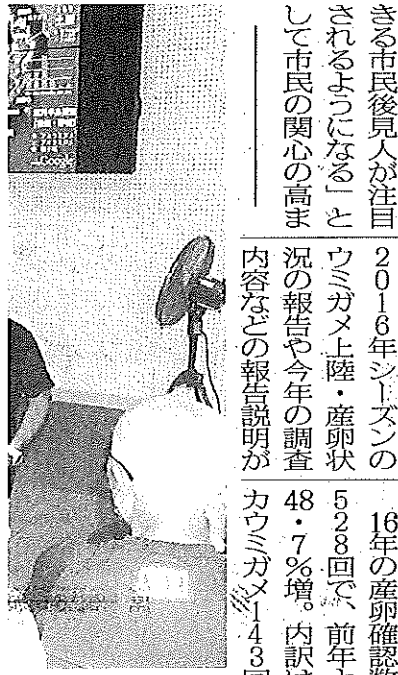 きる市民後見人が注目
されるようになる」と
して市民の関心の高ま
2016年シーズンの
ウミガメ上陸・産卵状
況の報告や今年の調査
内容などの報告説明が
16年の産卵確認数
528回で、前年
48・7％増。内訳
カウミガメ143回